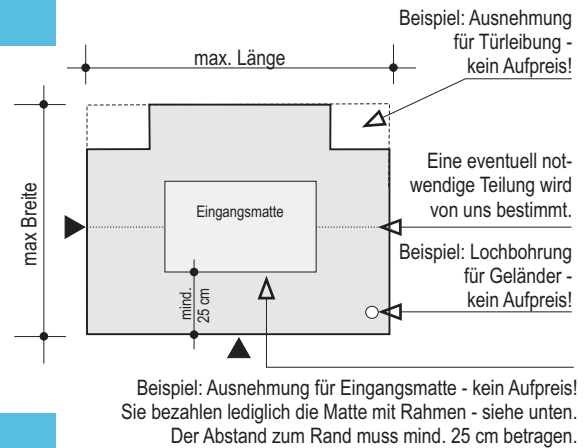 Beispiel: Ausnehmung
für Türleibung -
kein Aufpreis!
max. Länge
Eine eventuell not-
wendige Teilung wird
von uns bestimmt.
max Breite
Eingangsmatte
Beispiel: Lochbohrung
für Geländer -
kein Aufpreis!
mind.
25 cm
Beispiel: Ausnehmung für Eingangsmatte - kein Aufpreis!
Sie bezahlen lediglich die Matte mit Rahmen - siehe unten.
Der Abstand zum Rand muss mind. 25 cm betragen.